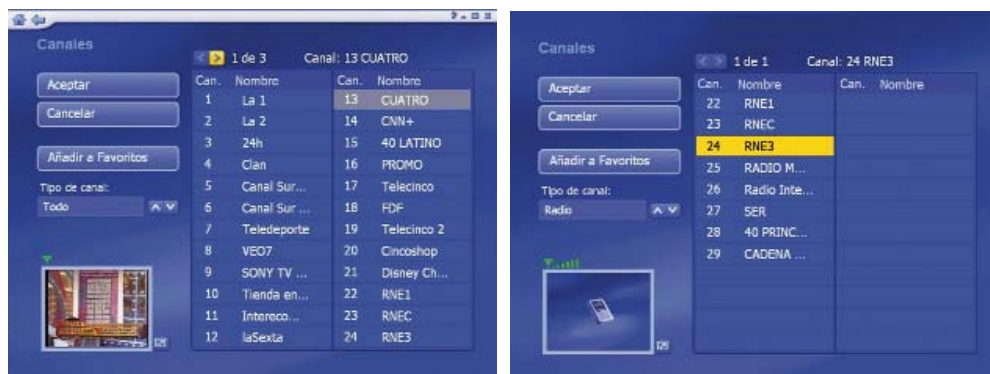 Canales
1 de 3 Canal: 13 CUATRO
Aceptar
Cancelar
Añadir a Favoritos
Tipo de canal:
Todo
Can. Nombre Can. Nombre
1 La 1 13 CUATRO
2 La 2 14 CNN+
3 24h 15 40 LATINO
4 Clan 16 PROMO
5 Canal Sur... 17 Telecinco
6 Canal Sur ... 18 FDF
7 Teledeporte 19 Telecinco 2
8 VEO7 20 Cincoshop
9 SONY TV ... 21 Disney Ch...
10 Tienda en... 22 RNE1
11 Intereco... 23 RNEC
12 laSexta 24 RNE3
Canales
1 de 1 Canal: 24 RNE3
Aceptar
Cancelar
Añadir a Favoritos
Tipo de canal:
Radio
Can. Nombre Can. Nombre
22 RNE1
23 RNEC
24 RNE3
25 RADIO M...
26 Radio Inte...
27 SER
28 40 PRINC...
29 CADENA ...